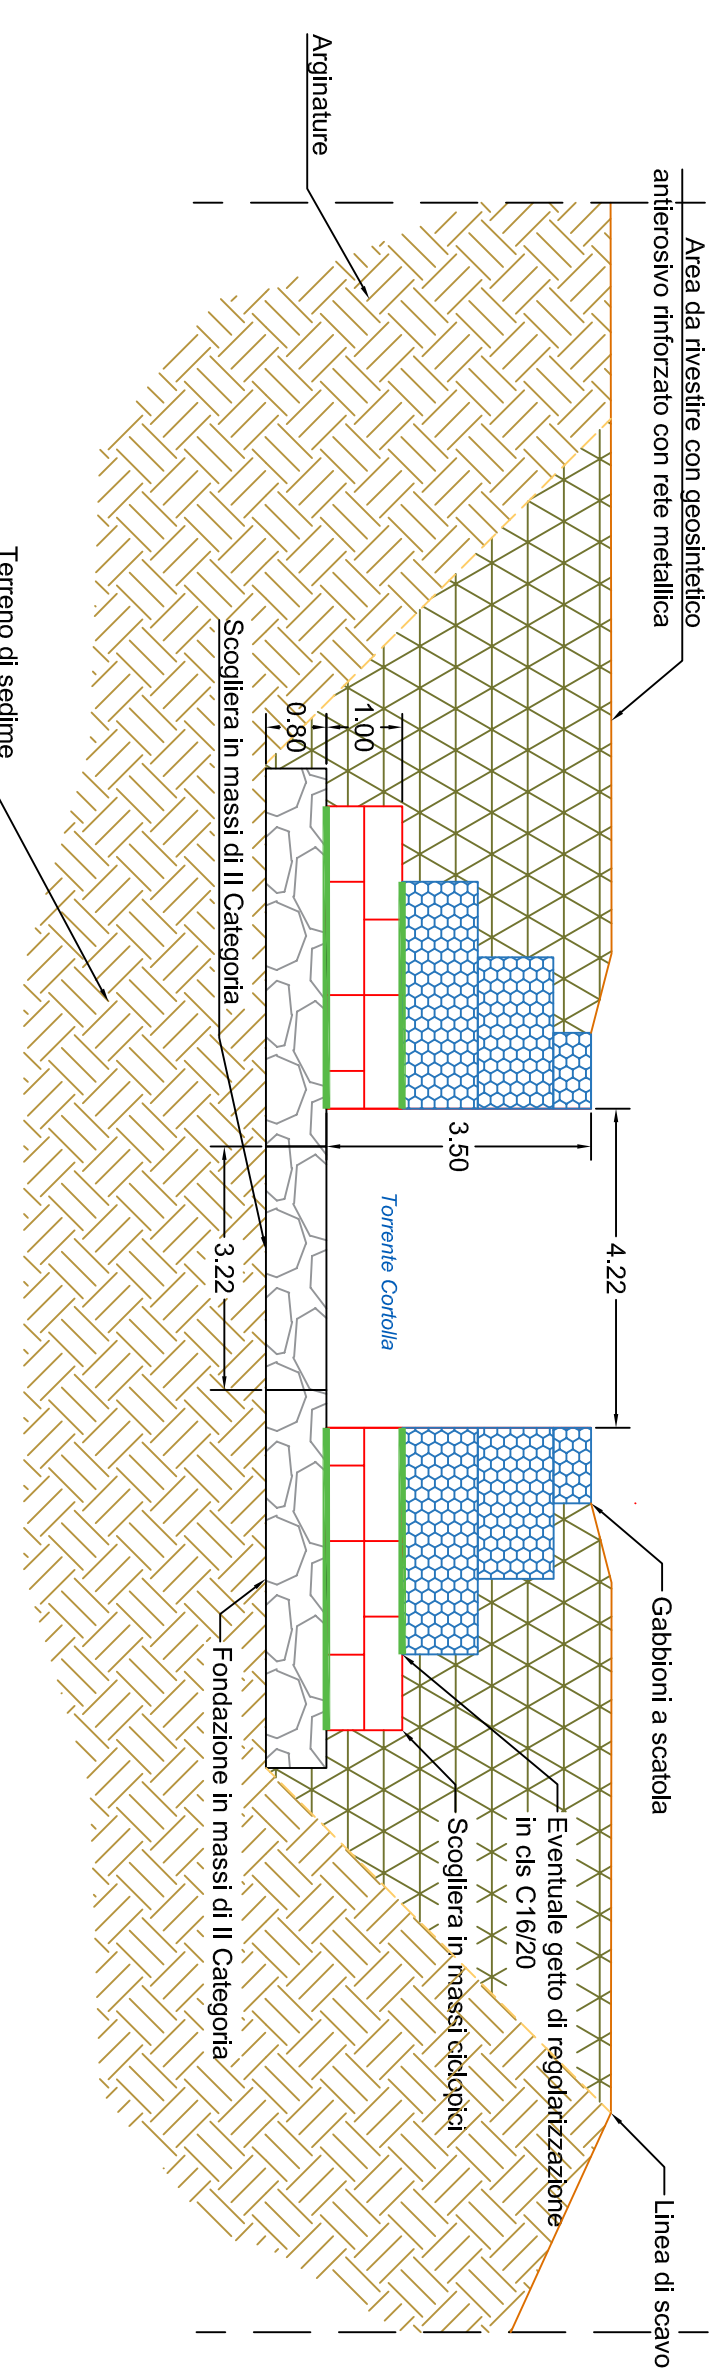 Area da rivestire con geosintetico
antierosivo rinforzato con rete metallica
Arginature
Terreno di sedime
Scogliera in massi di II Categoria
0.80
1.00
3.50
4.22
3.22
Torrente Cortolla
Gabbioni a scatola
Eventuale getto di regolarizzazione
in cls C16/20
Scogliera in massi ciclopici
Fondazione in massi di II Categoria
Linea di scavo